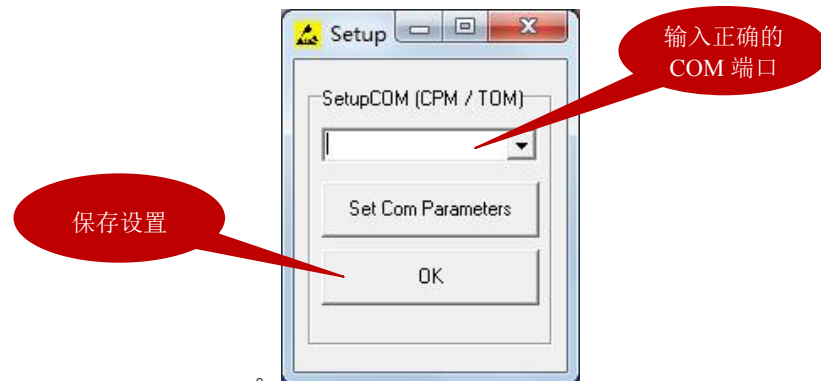 Setup
输入正确的
COM 端口
SetupCOM (CPM / TOM)
Set Com Parameters
保存设置
OK
。